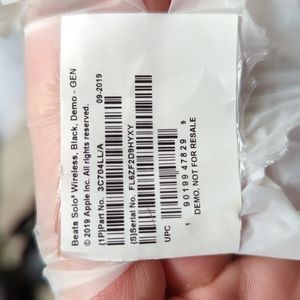 Beats Solo³ Wireless, Black, Demo - GEN
© 2019 Apple Inc. All rights reserved.
09-2019
(1P)Part No. 3C704LL/A
(S)Serial No. FL6ZF2D9HYXY
UPC
1 90199 47829 9
DEMO, NOT FOR RESALE